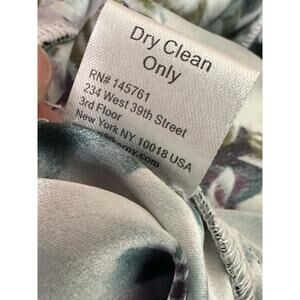 Dry Clean
Only
RN# 145761
234 West 39th Street
3rd Floor
New York NY 10018 USA